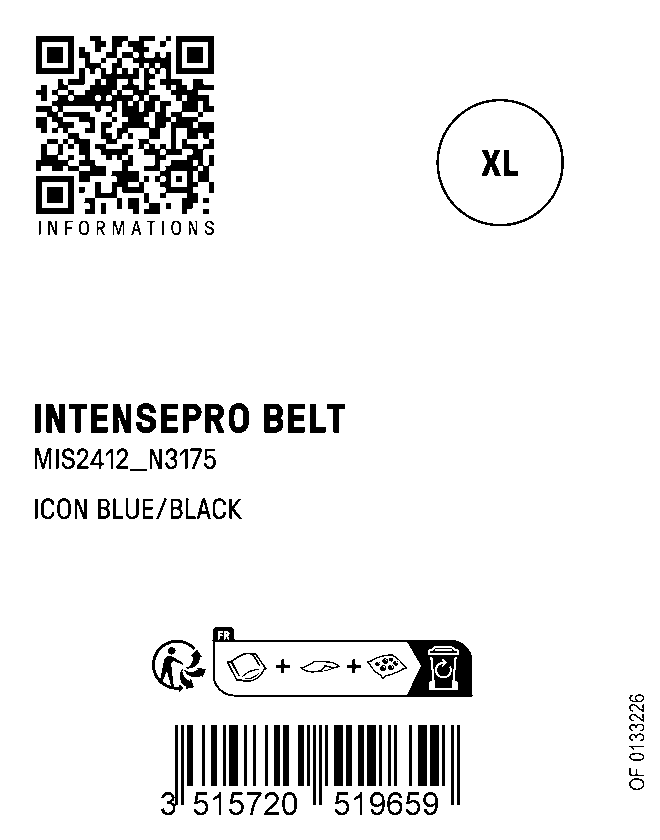 XL
INFORMATIONS
INTENSEPRO BELT
MIS2412_N3175
ICON BLUE/BLACK
FR
3 515720 519659
OF 0133226